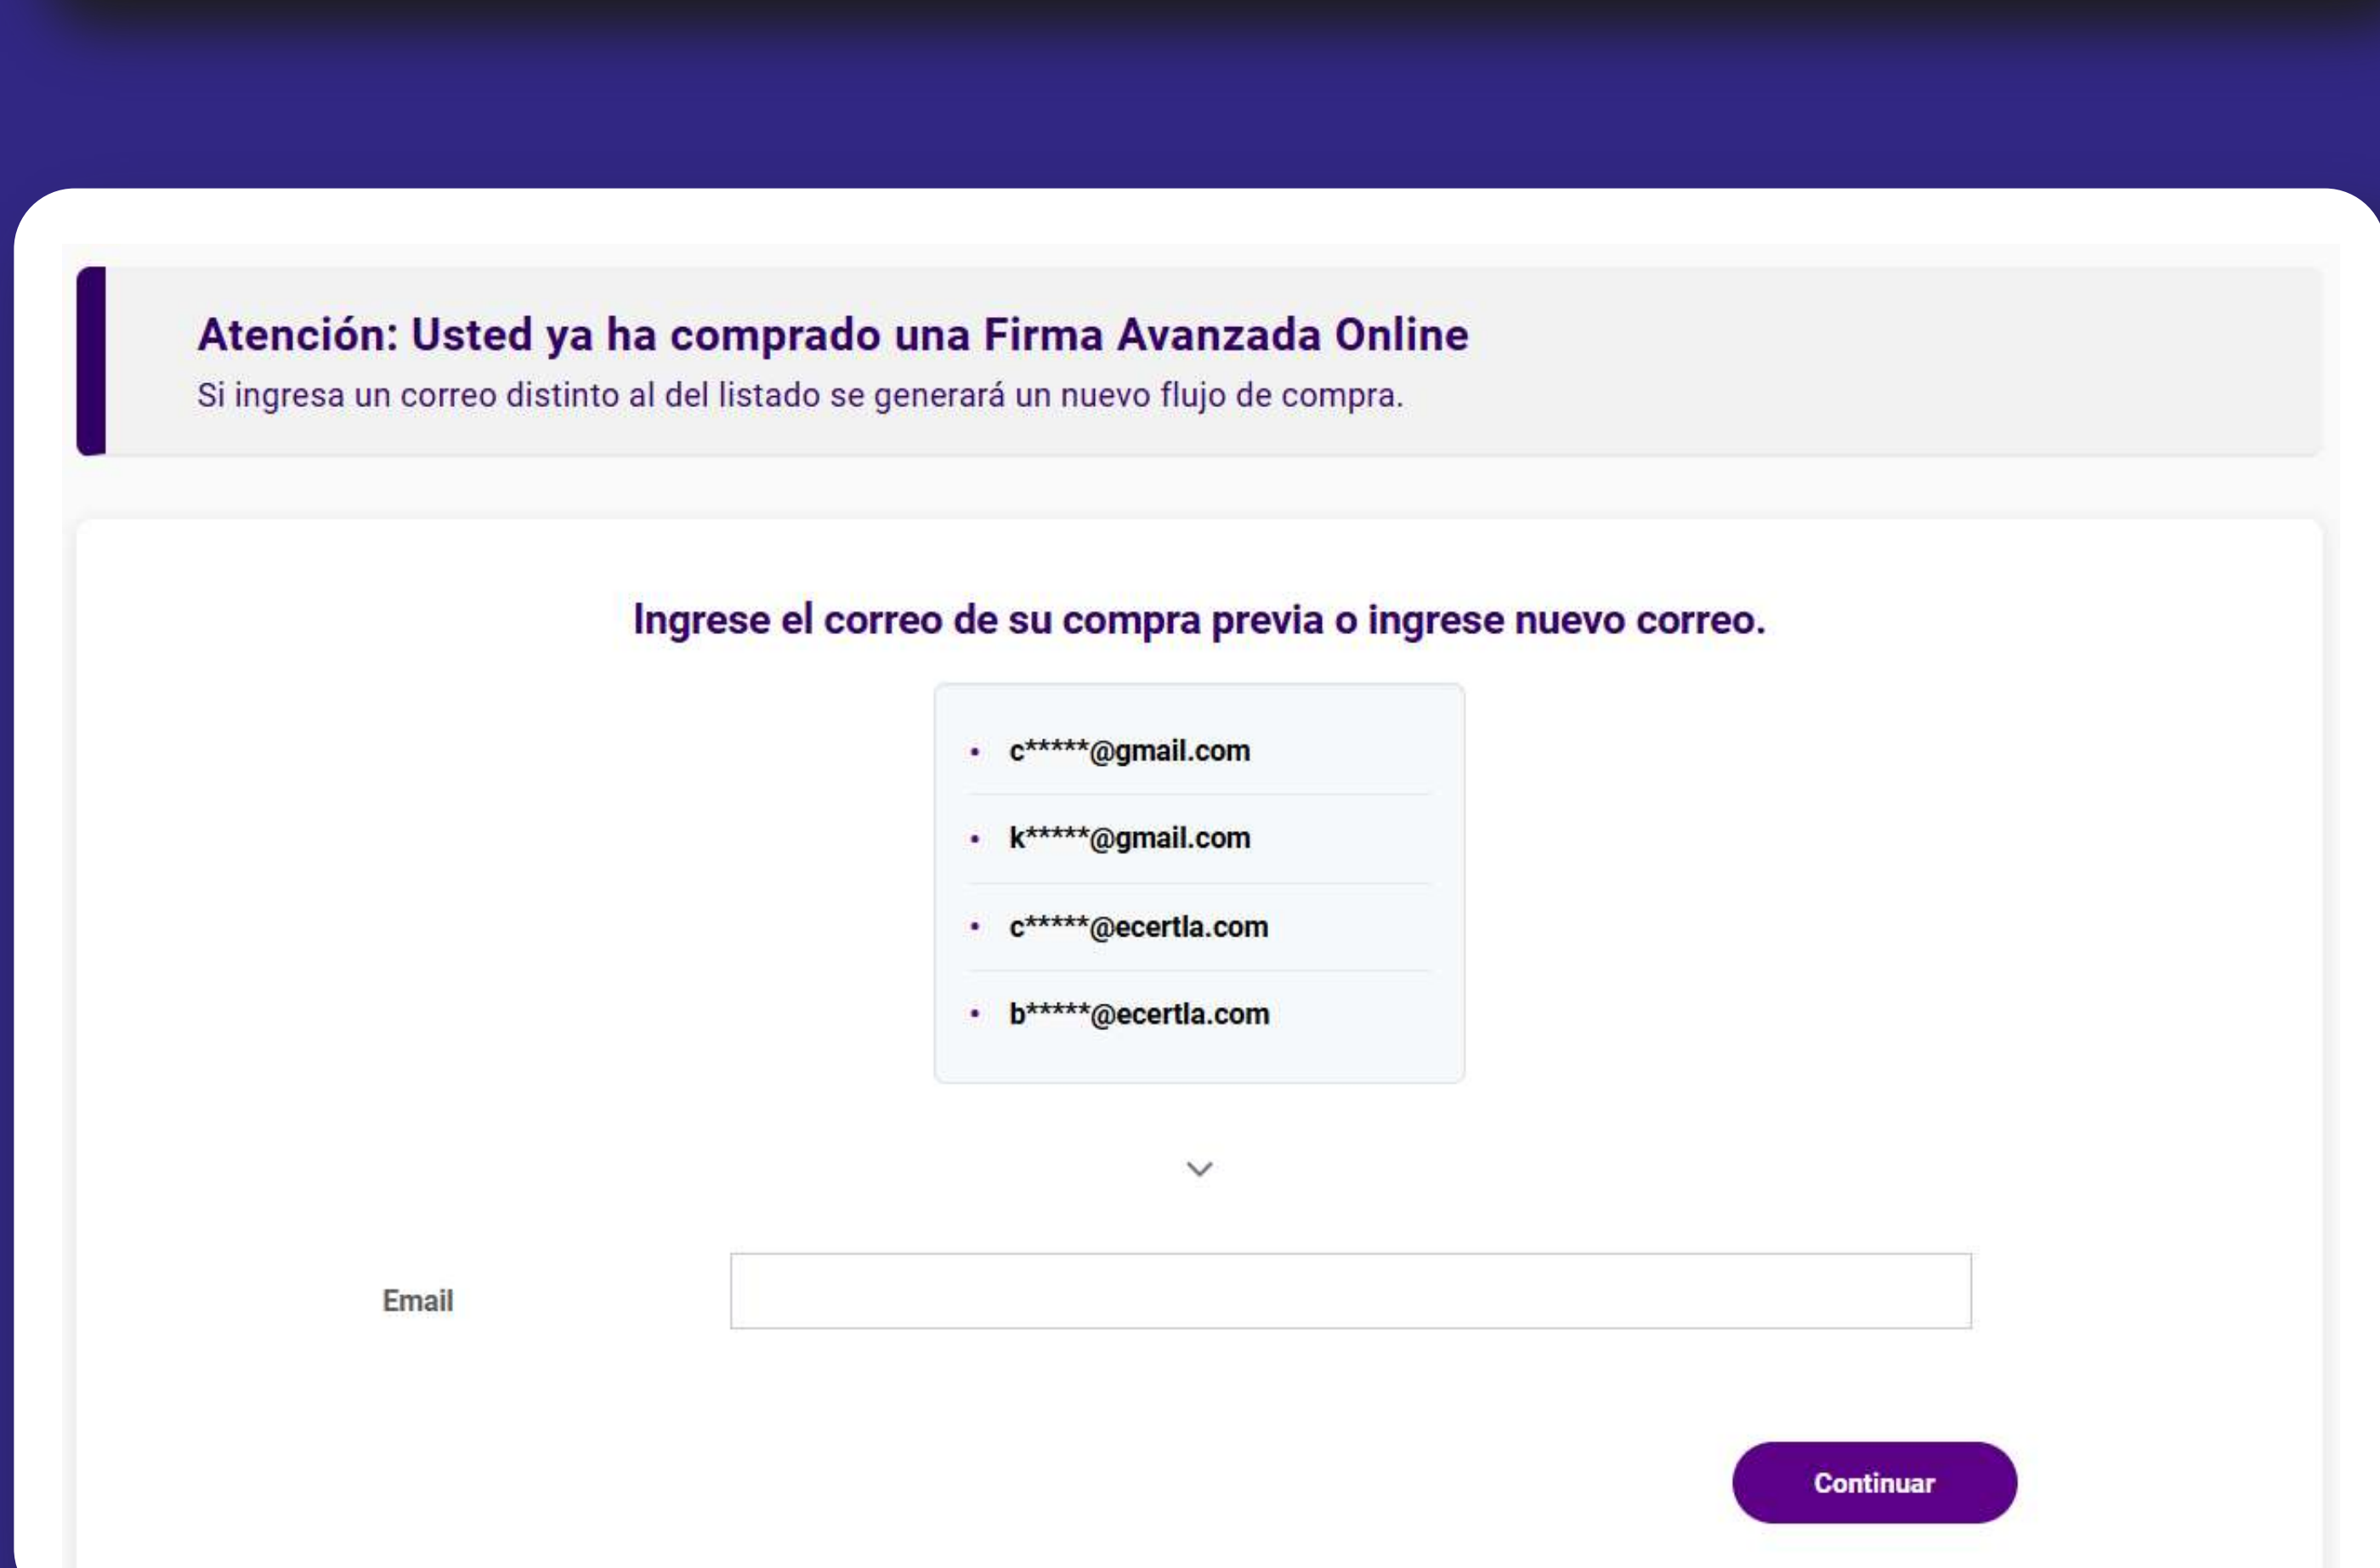 Atención: Usted ya ha comprado una Firma Avanzada Online
Si ingresa un correo distinto al del listado se generará un nuevo flujo de compra.
Ingrese el correo de su compra previa o ingrese nuevo correo.
• c*****@gmail.com
• k*****@gmail.com
• c*****@ecertla.com
• b*****@ecertla.com
Email
Continuar